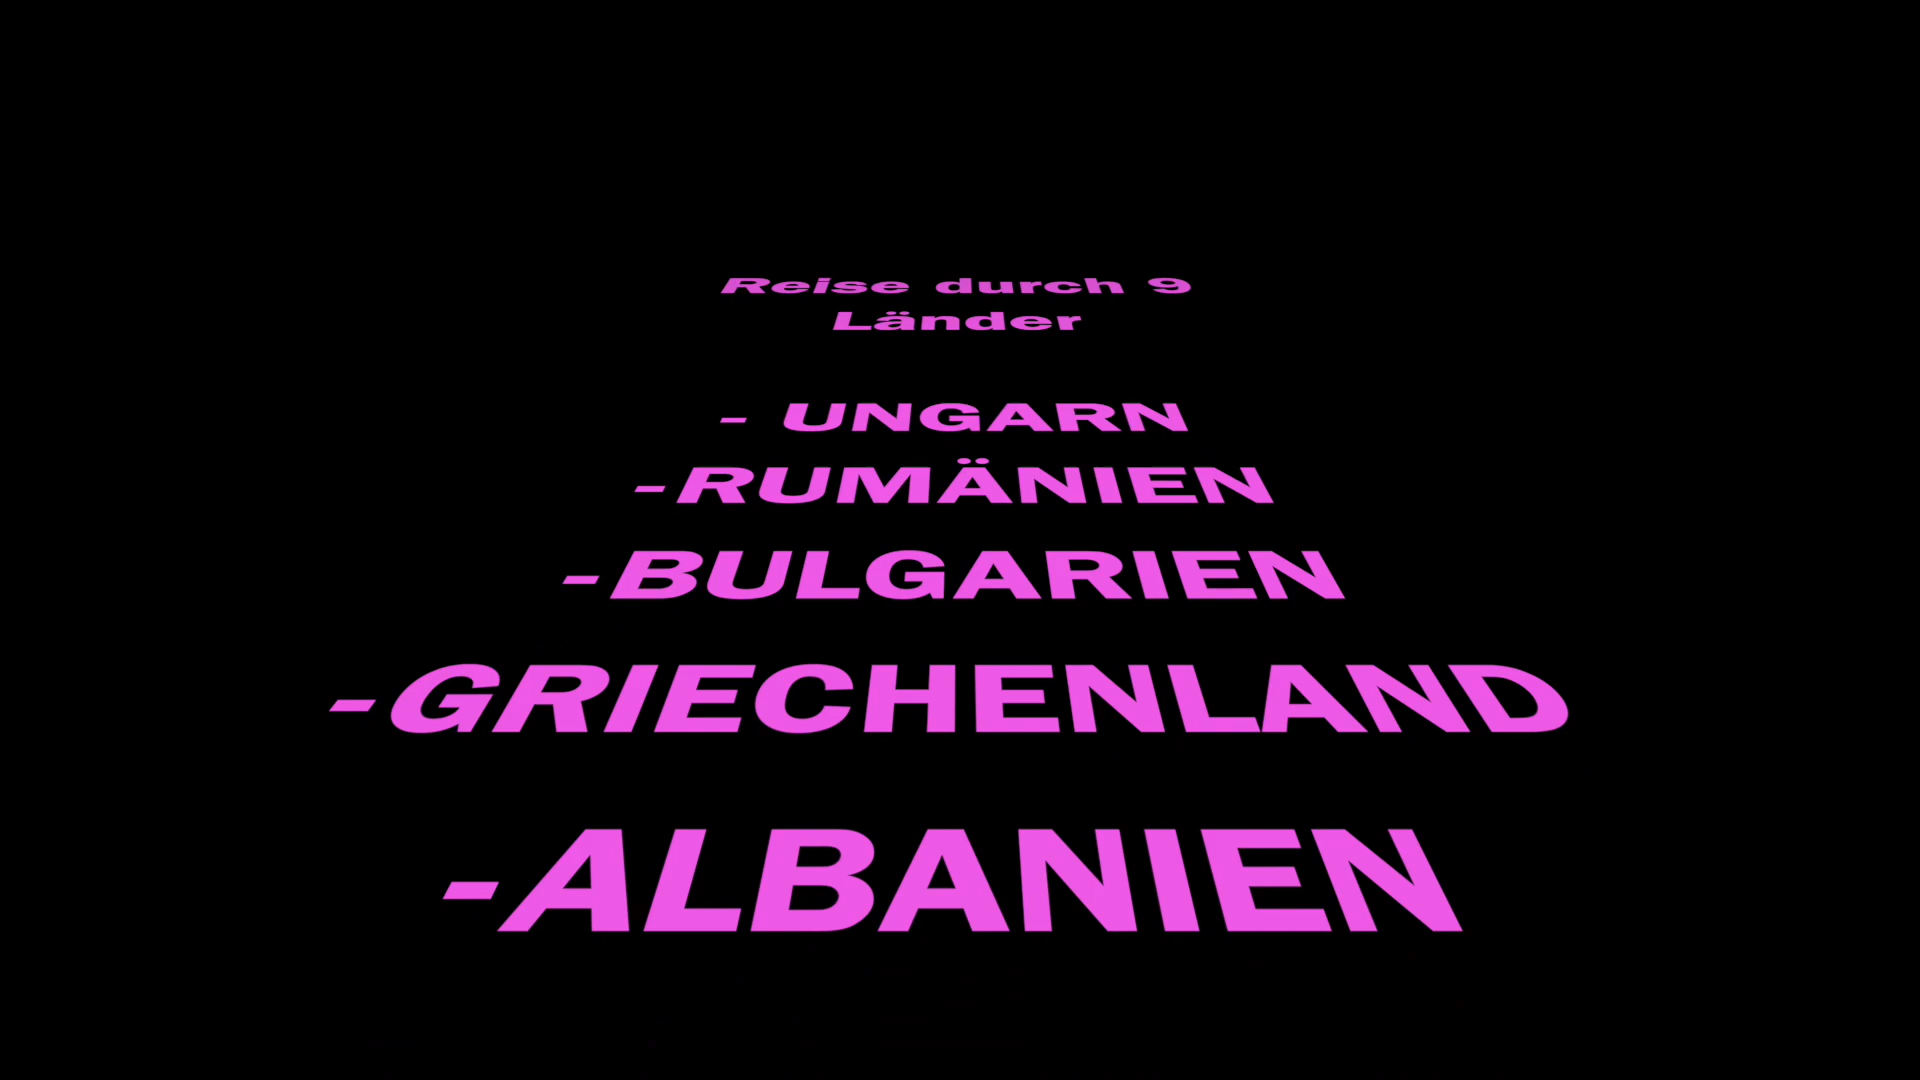 Reise durch 9
Länder
- UNGARN
-RUMÄNIEN
-BULGARIEN
-GRIECHENLAND
-ALBANIEN